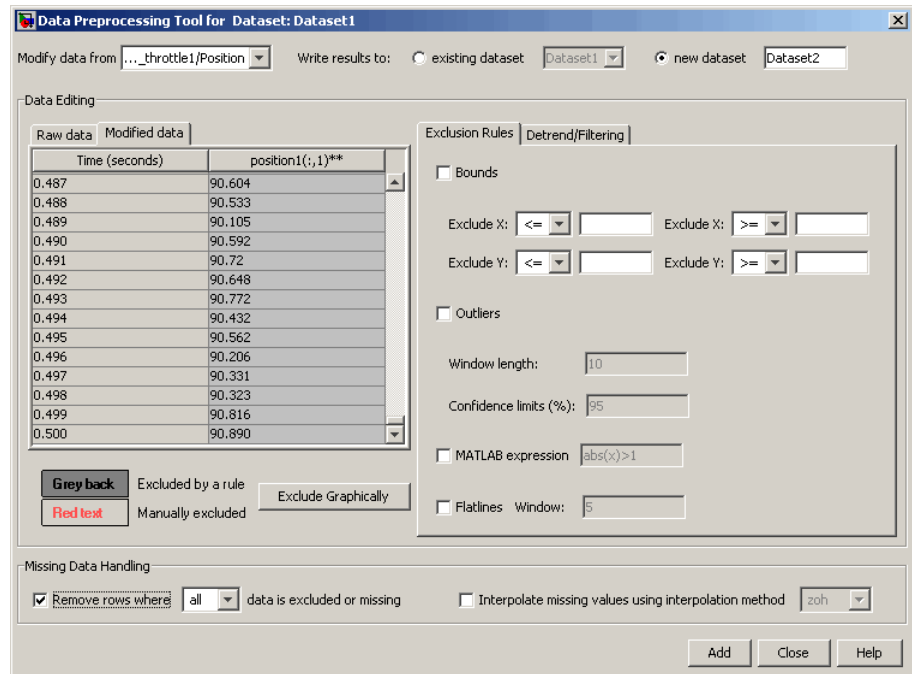 Data Preprocessing Tool for Dataset: Dataset1
Modify data from ..._throttle1/Position Write results to: existing dataset Dataset1 new dataset Dataset2
Data Editing
Raw data Modified data
Time (seconds) position1(:,1)**
0.487 90.604
0.488 90.533
0.489 90.105
0.490 90.592
0.491 90.72
0.492 90.648
0.493 90.772
0.494 90.432
0.495 90.562
0.496 90.206
0.497 90.331
0.498 90.323
0.499 90.816
0.500 90.890
Grey back Excluded by a rule
Red text Manually excluded
Exclude Graphically
Exclusion Rules Detrend/Filtering
Bounds
Exclude X: <= Exclude X: >=
Exclude Y: <= Exclude Y: >=
Outliers
Window length: 10
Confidence limits (%): 95
MATLAB expression abs(x)>1
Flatlines Window: 5
Missing Data Handling
Remove rows where all data is excluded or missing Interpolate missing values using interpolation method zoh
Add Close Help